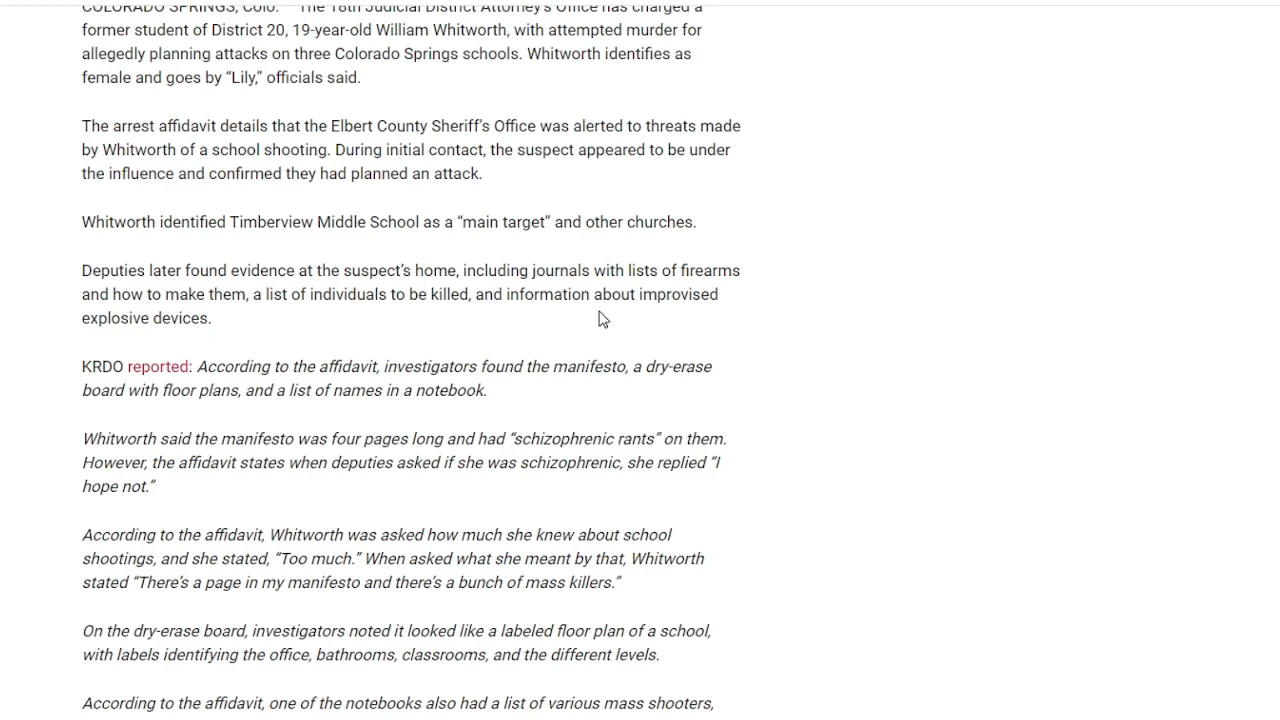 COLORADO SPRINGS, Colo. — The 18th Judicial District Attorney's Office has charged a
former student of District 20, 19-year-old William Whitworth, with attempted murder for
allegedly planning attacks on three Colorado Springs schools. Whitworth identifies as
female and goes by “Lily,” officials said.
The arrest affidavit details that the Elbert County Sheriff's Office was alerted to threats made
by Whitworth of a school shooting. During initial contact, the suspect appeared to be under
the influence and confirmed they had planned an attack.
Whitworth identified Timberview Middle School as a “main target” and other churches.
Deputies later found evidence at the suspect’s home, including journals with lists of firearms
and how to make them, a list of individuals to be killed, and information about improvised
explosive devices.
KRDO reported: According to the affidavit, investigators found the manifesto, a dry-erase
board with floor plans, and a list of names in a notebook.
Whitworth said the manifesto was four pages long and had “schizophrenic rants” on them.
However, the affidavit states when deputies asked if she was schizophrenic, she replied “I
hope not.”
According to the affidavit, Whitworth was asked how much she knew about school
shootings, and she stated, “Too much.” When asked what she meant by that, Whitworth
stated “There’s a page in my manifesto and there’s a bunch of mass killers.”
On the dry-erase board, investigators noted it looked like a labeled floor plan of a school,
with labels identifying the office, bathrooms, classrooms, and the different levels.
According to the affidavit, one of the notebooks also had a list of various mass shooters,